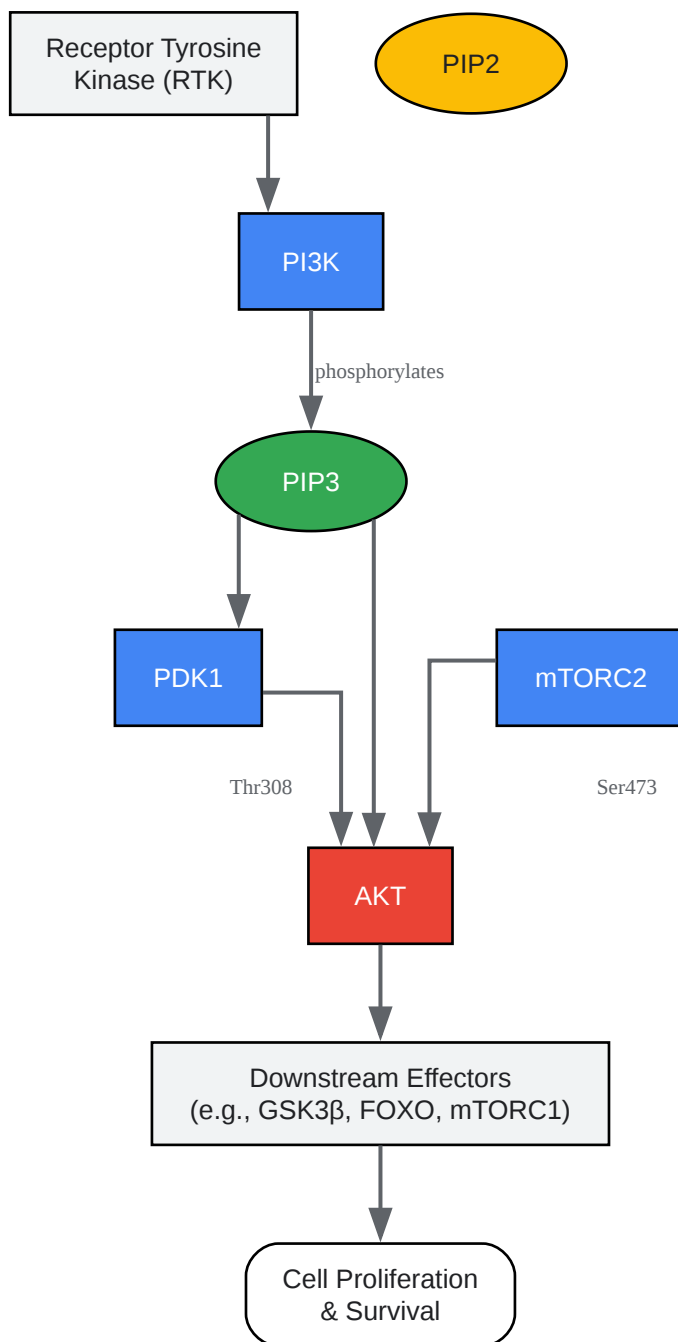 Receptor Tyrosine
Kinase (RTK)
PIP2
PI3K
phosphorylates
PIP3
PDK1
mTORC2
Thr308
Ser473
AKT
Downstream Effectors
(e.g., GSK3β, FOXO, mTORC1)
Cell Proliferation
& Survival